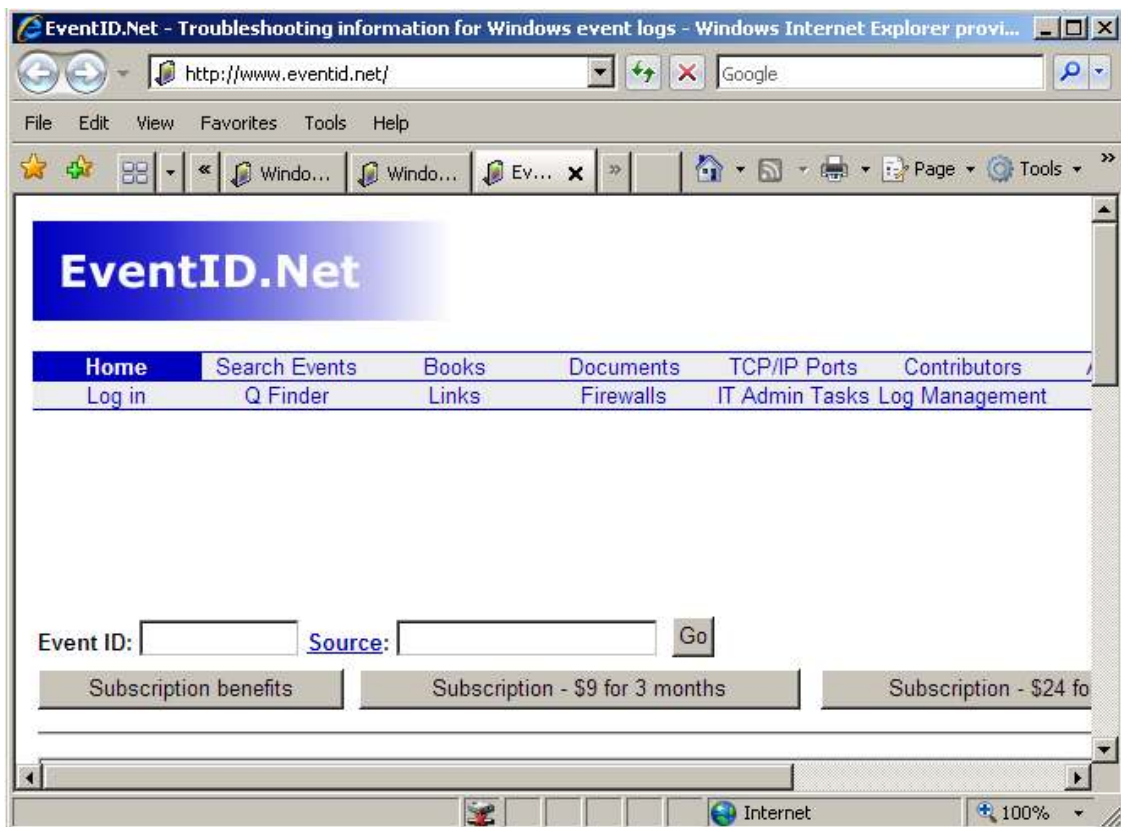 EventID.Net - Troubleshooting information for Windows event logs - Windows Internet Explorer provi...
http://www.eventid.net/
Google
File Edit View Favorites Tools Help
Windo... Windo... Ev... Page Tools
EventID.Net
Home Search Events Books Documents TCP/IP Ports Contributors
Log in Q Finder Links Firewalls IT Admin Tasks Log Management
Event ID: Source: Go
Subscription benefits Subscription - $9 for 3 months Subscription - $24 fo
Internet 100%